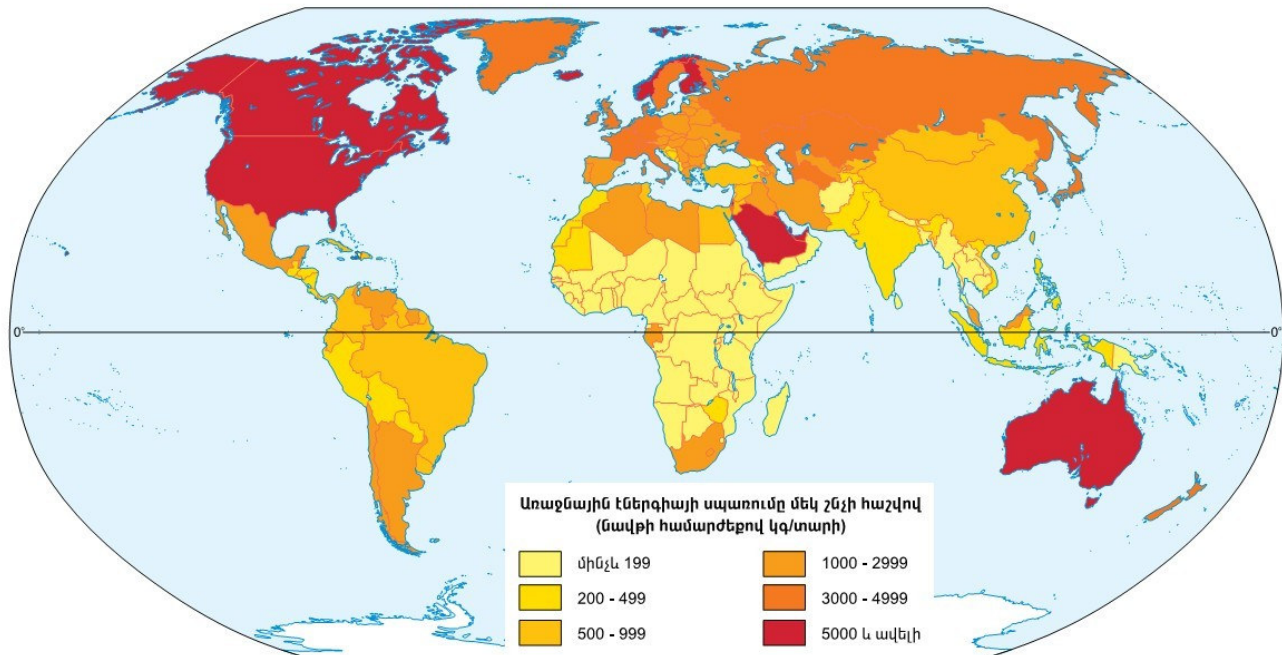 0°
0°
Առաջնային էներգիայի սպառումը մեկ շնչի հաշվով
(նավթի համարժեքով կգ/տարի)
մինչև 199
200 - 499
500 - 999
1000 - 2999
3000 - 4999
5000 և ավելի